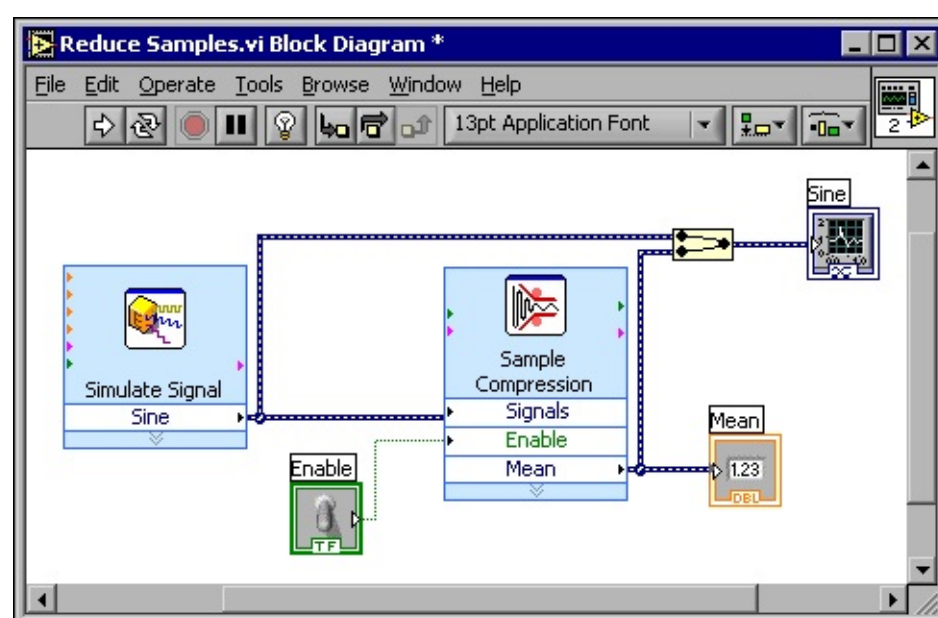 Reduce Samples.vi Block Diagram *
File Edit Operate Tools Browse Window Help
13pt Application Font
2
Sine
Simulate Signal
Sine
Sample
Compression
Signals
Enable
Mean
Mean
1.23
DBL
Enable
TF